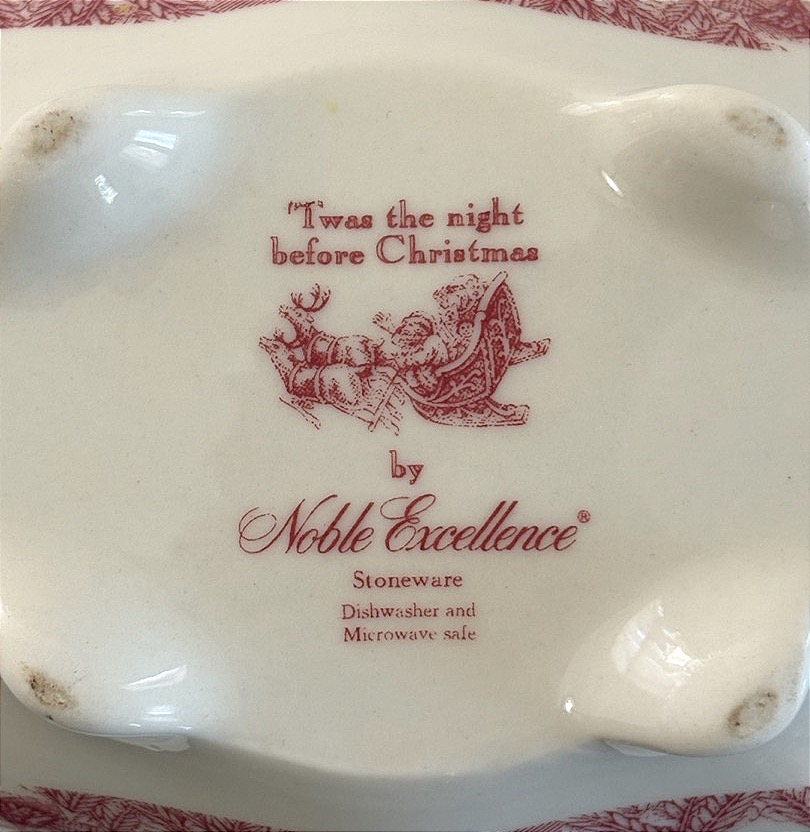 'Twas the night
before Christmas
by
Noble Excellence®
Stoneware
Dishwasher and
Microwave safe